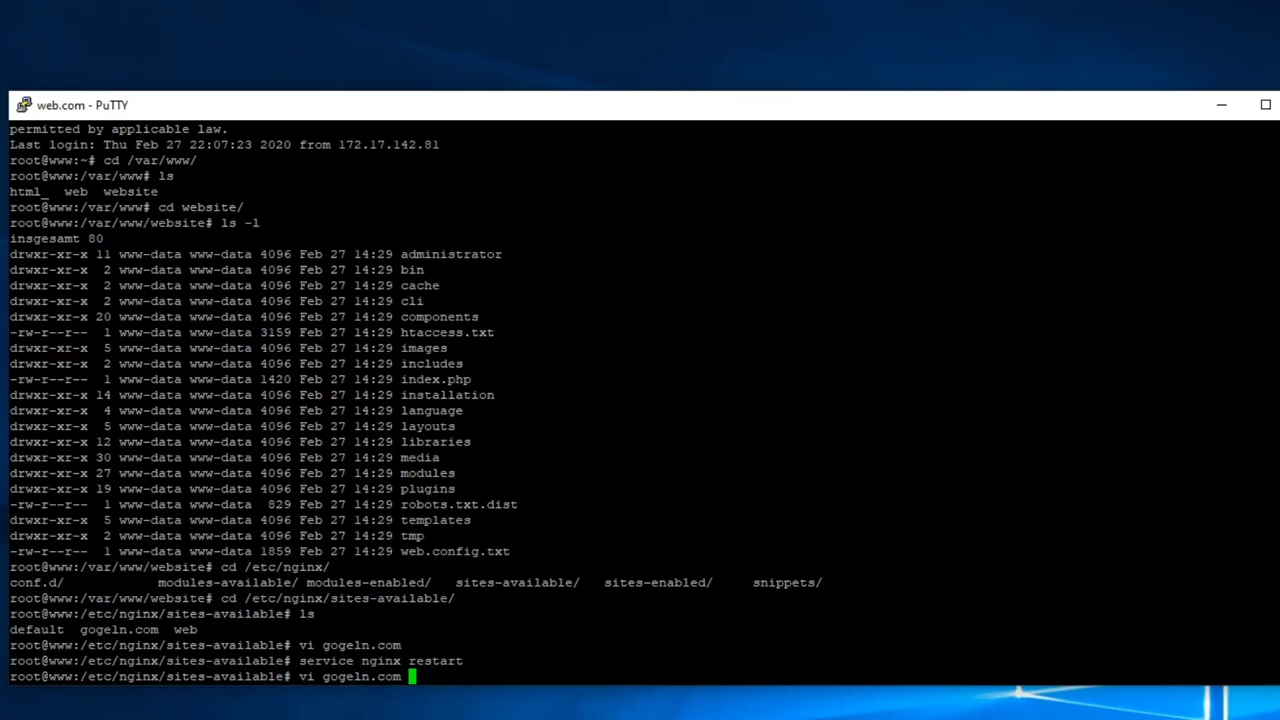 web.com - PuTTY
permitted by applicable law.
Last login: Thu Feb 27 22:07:23 2020 from 172.17.142.81
root@www:~# cd /var/www/
root@www:/var/www# ls
html_  web  website
root@www:/var/www# cd website/
root@www:/var/www/website# ls -l
insgesamt 80
drwxr-xr-x 11 www-data www-data 4096 Feb 27 14:29 administrator
drwxr-xr-x  2 www-data www-data 4096 Feb 27 14:29 bin
drwxr-xr-x  2 www-data www-data 4096 Feb 27 14:29 cache
drwxr-xr-x  2 www-data www-data 4096 Feb 27 14:29 cli
drwxr-xr-x 20 www-data www-data 4096 Feb 27 14:29 components
-rw-r--r--  1 www-data www-data 3159 Feb 27 14:29 htaccess.txt
drwxr-xr-x  5 www-data www-data 4096 Feb 27 14:29 images
drwxr-xr-x  2 www-data www-data 4096 Feb 27 14:29 includes
-rw-r--r--  1 www-data www-data 1420 Feb 27 14:29 index.php
drwxr-xr-x 14 www-data www-data 4096 Feb 27 14:29 installation
drwxr-xr-x  4 www-data www-data 4096 Feb 27 14:29 language
drwxr-xr-x  5 www-data www-data 4096 Feb 27 14:29 layouts
drwxr-xr-x 12 www-data www-data 4096 Feb 27 14:29 libraries
drwxr-xr-x 30 www-data www-data 4096 Feb 27 14:29 media
drwxr-xr-x 27 www-data www-data 4096 Feb 27 14:29 modules
drwxr-xr-x 19 www-data www-data 4096 Feb 27 14:29 plugins
-rw-r--r--  1 www-data www-data  829 Feb 27 14:29 robots.txt.dist
drwxr-xr-x  5 www-data www-data 4096 Feb 27 14:29 templates
drwxr-xr-x  2 www-data www-data 4096 Feb 27 14:29 tmp
-rw-r--r--  1 www-data www-data 1859 Feb 27 14:29 web.config.txt
root@www:/var/www/website# cd /etc/nginx/
conf.d/            modules-available/ modules-enabled/   sites-available/   sites-enabled/     snippets/
root@www:/var/www/website# cd /etc/nginx/sites-available/
root@www:/etc/nginx/sites-available# ls
default  gogeln.com  web
root@www:/etc/nginx/sites-available# vi gogeln.com
root@www:/etc/nginx/sites-available# service nginx restart
root@www:/etc/nginx/sites-available# vi gogeln.com